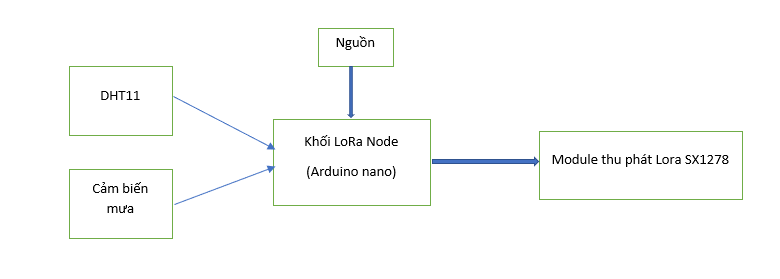 Nguồn
DHT11
Khối LoRa Node
(Arduino nano)
Module thu phát Lora SX1278
Cảm biến
mưa